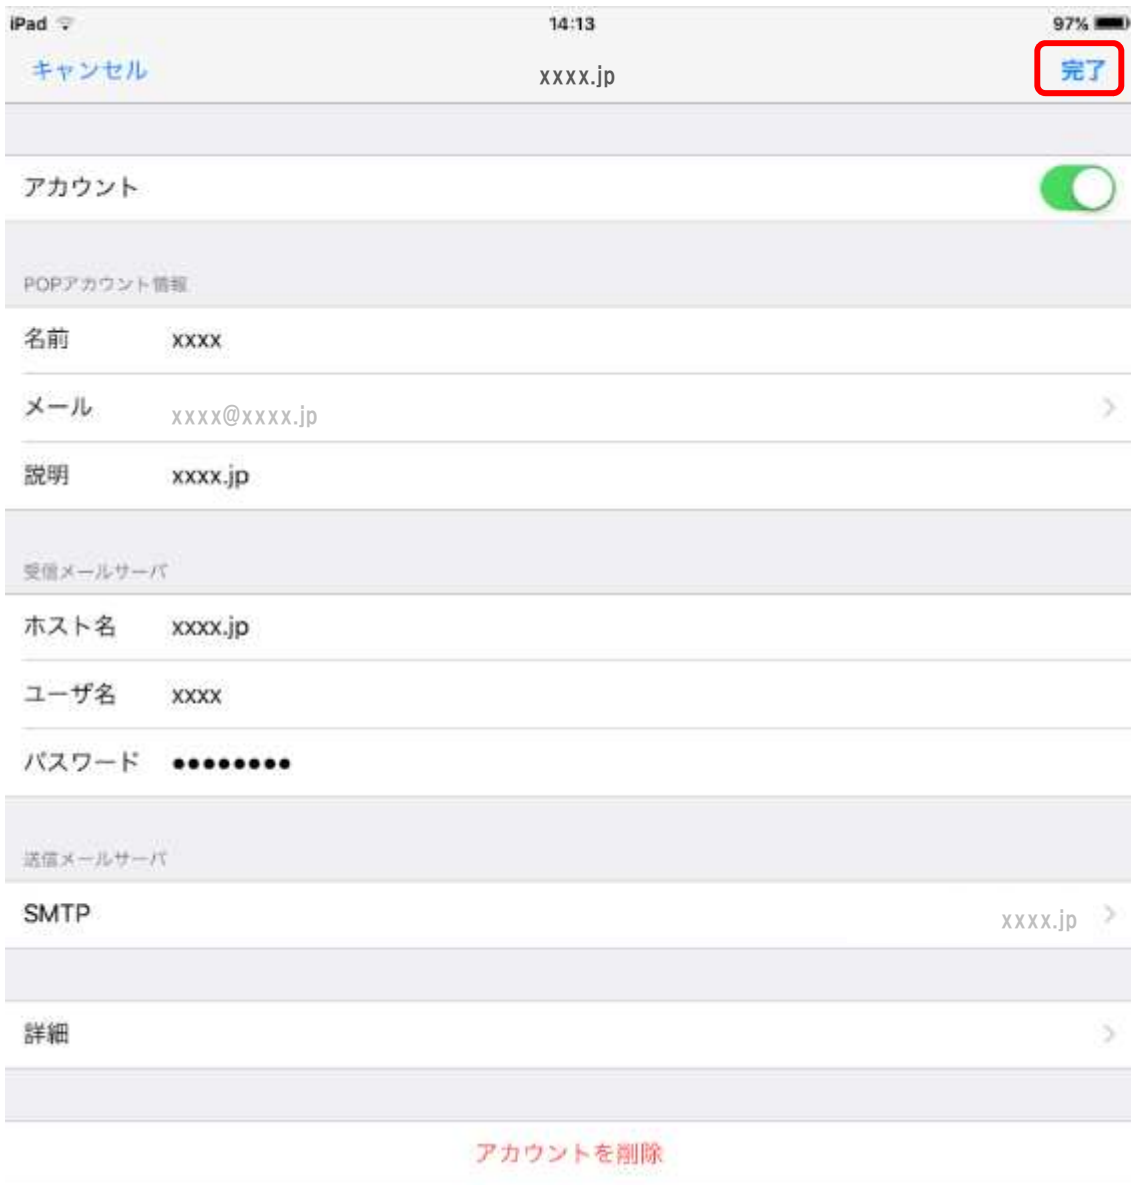 iPad 14:13 97%
キャンセル xxxx.jp 完了
アカウント
POPアカウント情報
名前 xxxx
メール xxxx@xxxx.jp
説明 xxxx.jp
受信メールサーバ
ホスト名 xxxx.jp
ユーザ名 xxxx
パスワード ●●●●●●●●
送信メールサーバ
SMTP xxxx.jp
詳細
アカウントを削除